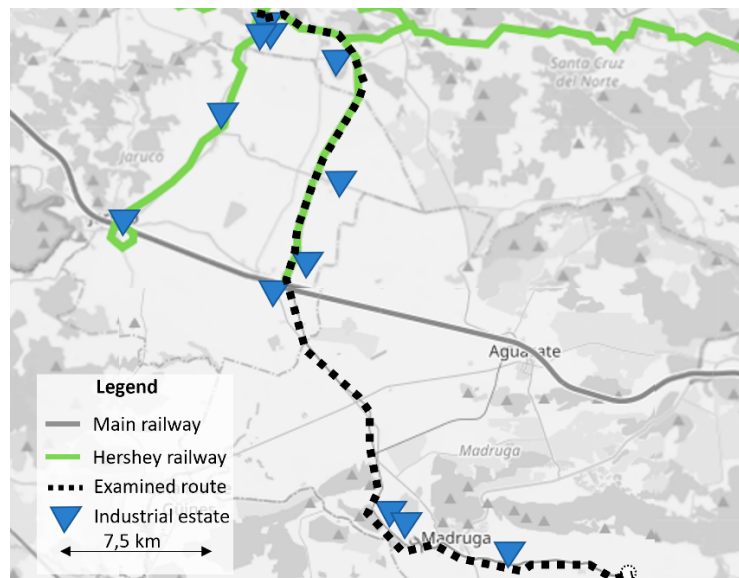 Santa Cruz
del Norte
Jaruco
Aguacate
Legend
Main railway
Hershey railway
Examined route
Industrial estate
7,5 km
Madruga
Madruga